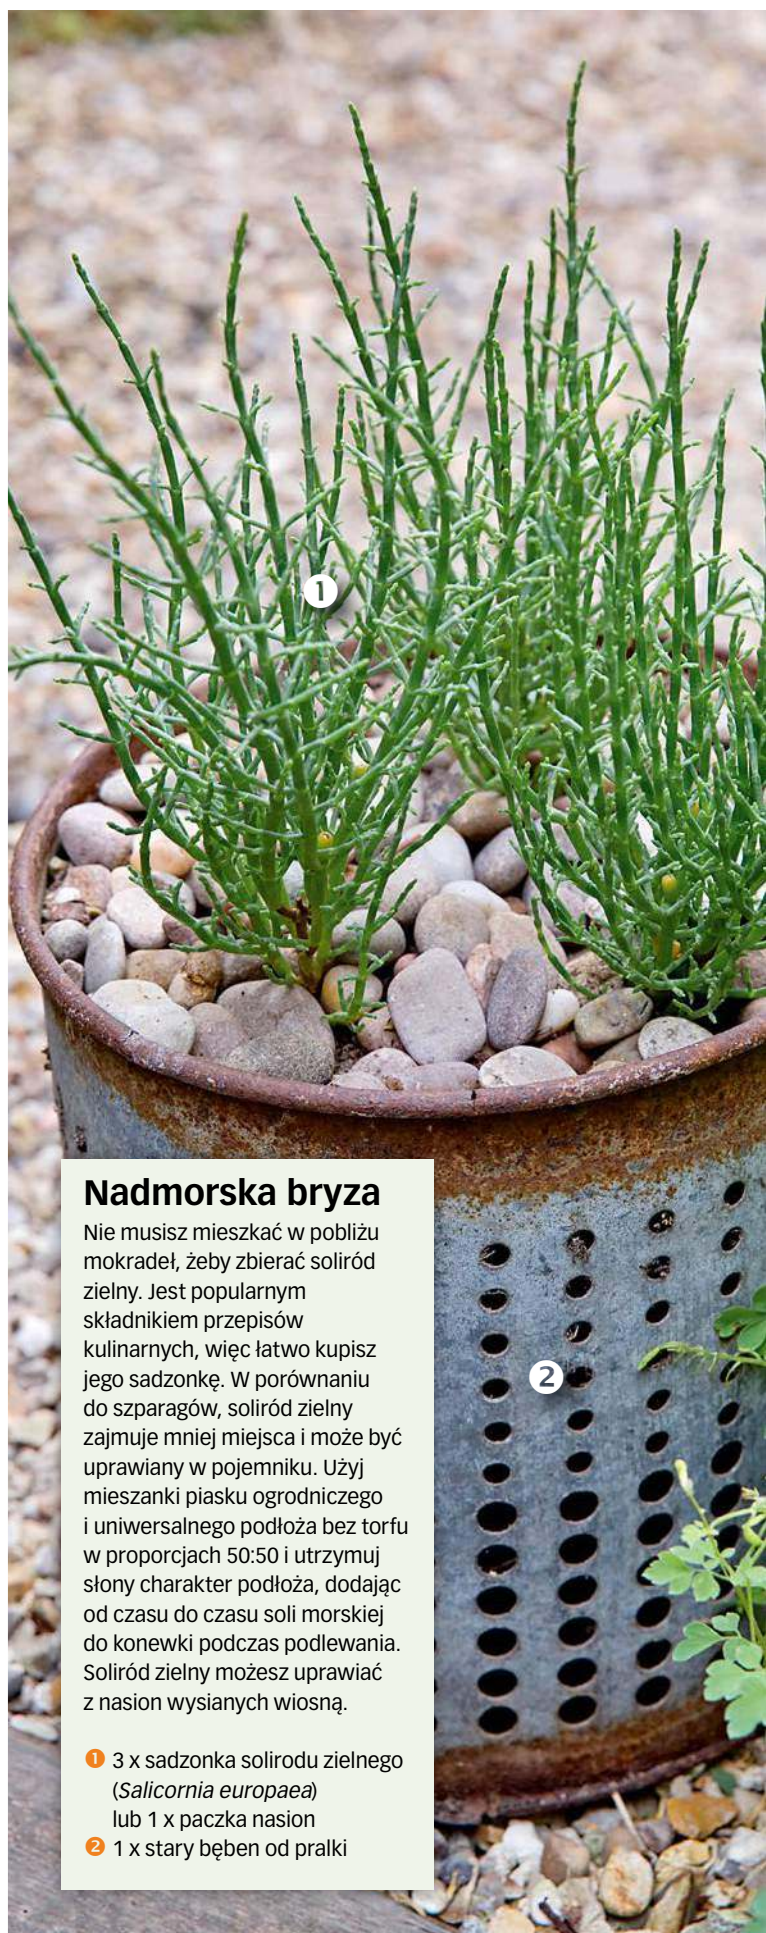 1
2
Nadmorska bryza
Nie musisz mieszkać w pobliżu
mokradeł, żeby zbierać soliród
zielny. Jest popularnym
składnikiem przepisów
kulinarnych, więc łatwo kupisz
jego sadzonkę. W porównaniu
do szparagów, soliród zielny
zajmuje mniej miejsca i może być
uprawiany w pojemniku. Użyj
mieszanki piasku ogrodniczego
i uniwersalnego podłoża bez torfu
w proporcjach 50:50 i utrzymuj
słony charakter podłoża, dodając
od czasu do czasu soli morskiej
do konewki podczas podlewania.
Soliród zielny możesz uprawiać
z nasion wysianych wiosną.
1 3 x sadzonka solirodu zielnego
(Salicornia europaea)
lub 1 x paczka nasion
2 1 x stary bęben od pralki